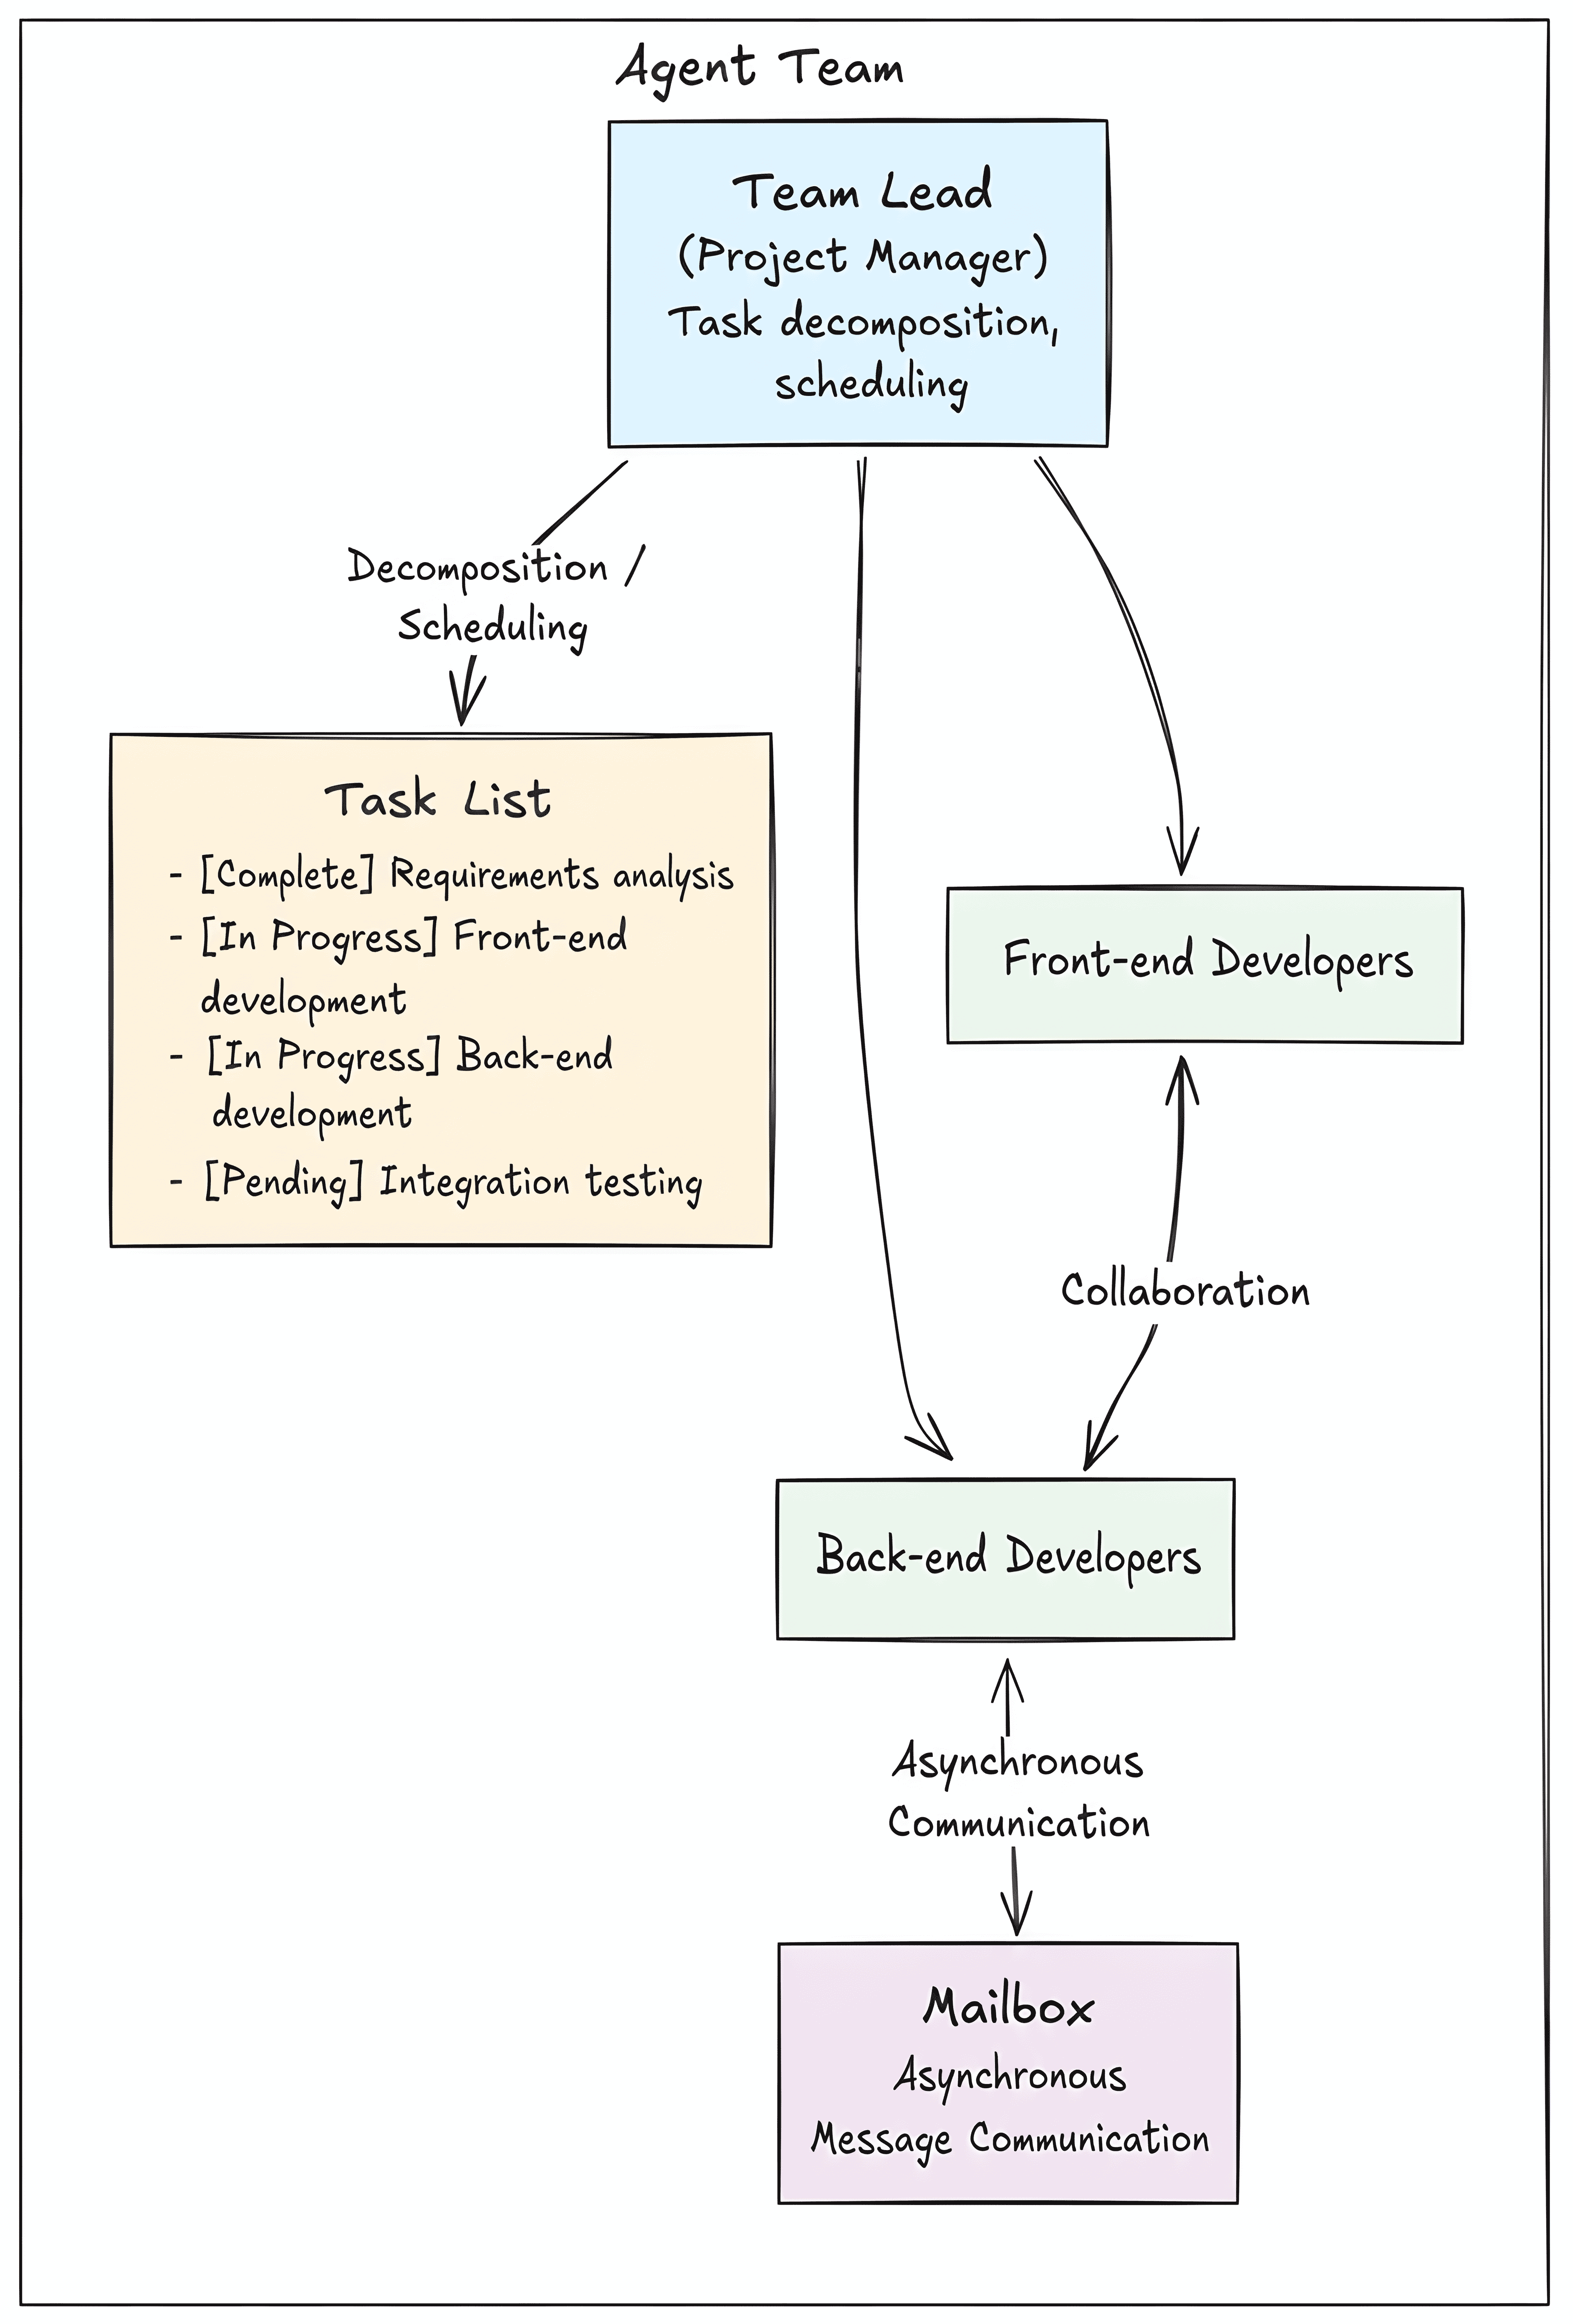 Agent Team
Team Lead
(Project Manager)
Task decomposition,
scheduling
Decomposition /
Scheduling
Task List
- [Complete] Requirements analysis
- [In Progress] Front-end
development
- [In Progress] Back-end
development
- [Pending] Integration testing
Front-end Developers
Collaboration
Back-end Developers
Asynchronous
Communication
Mailbox
Asynchronous
Message Communication